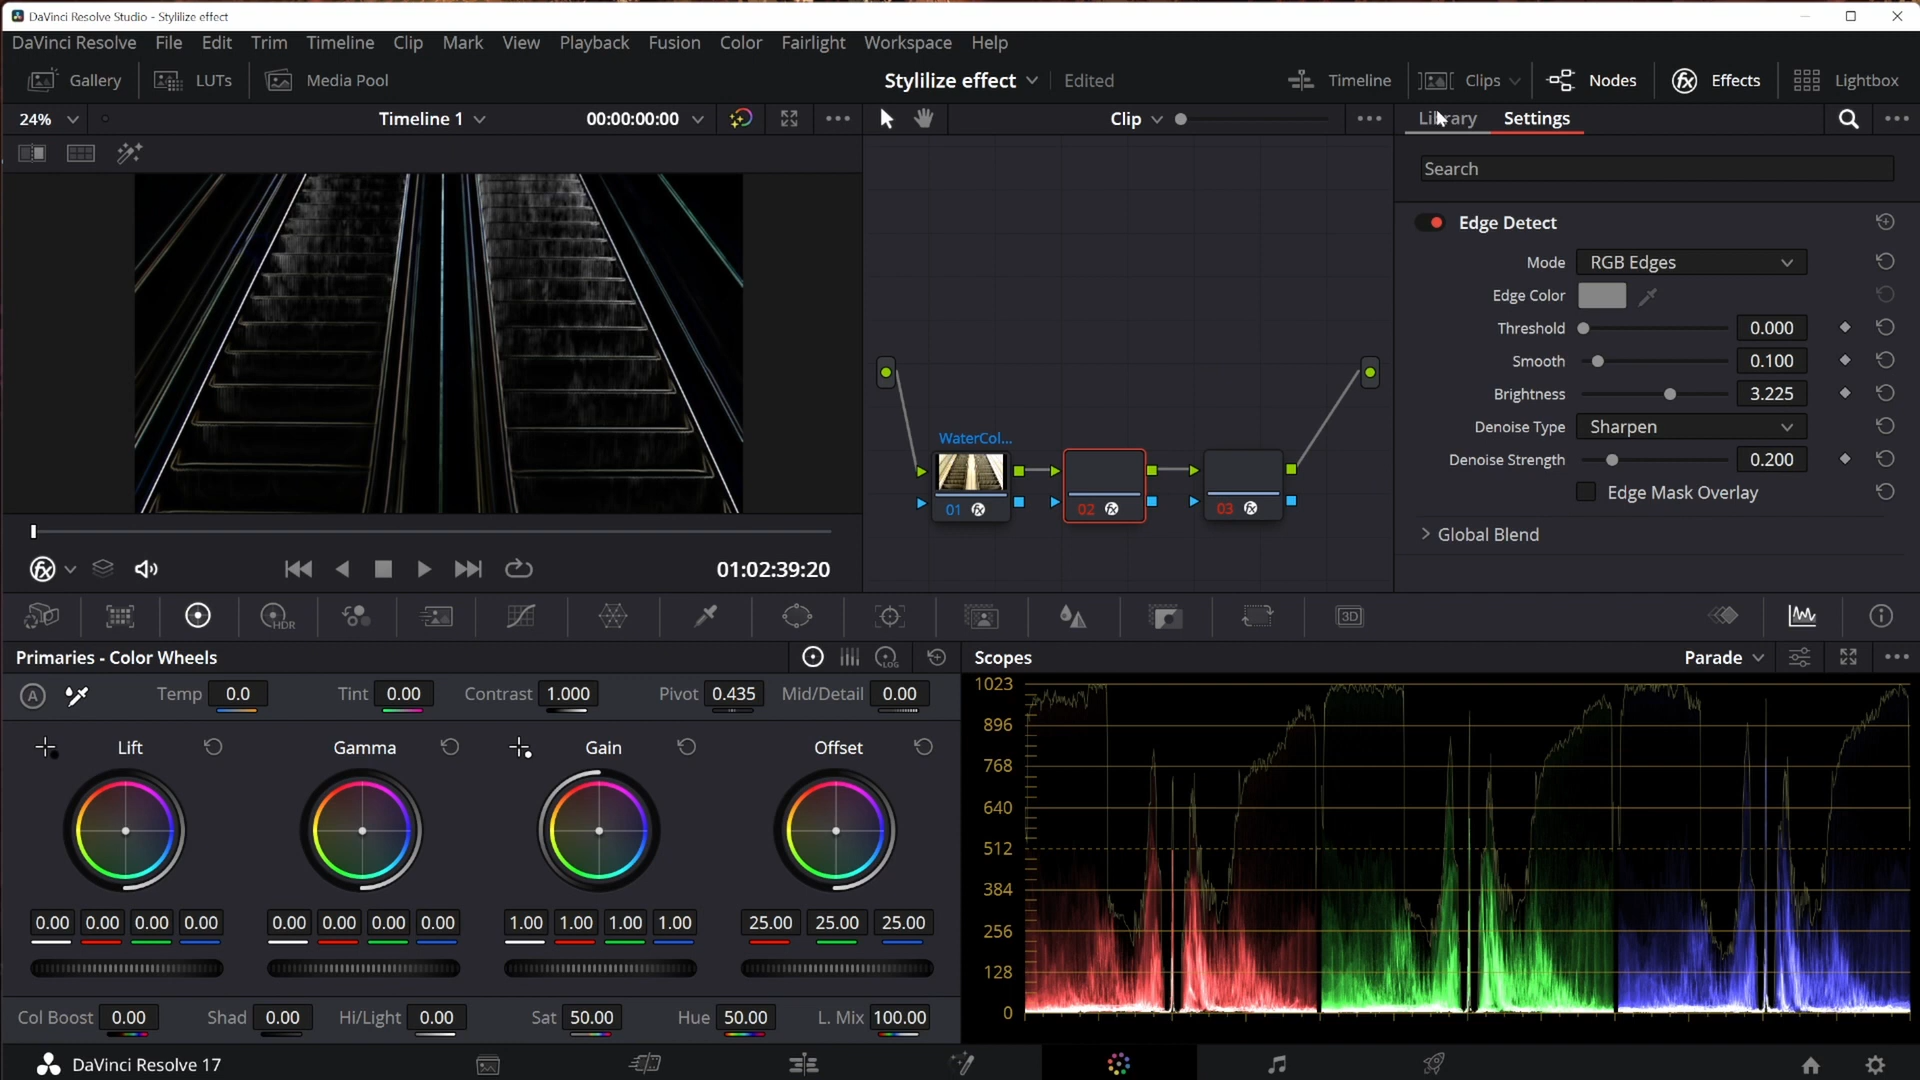 DaVinci Resolve Studio - Stylilize effect
DaVinci Resolve File Edit Trim Timeline Clip Mark View Playback Fusion Color Fairlight Workspace Help
Gallery LUTs Media Pool Stylilize effect Edited Timeline Clips Nodes Effects Lightbox
24% Timeline 1 00:00:00:00 Clip Library Settings
Search
Edge Detect
Mode RGB Edges
Edge Color
Threshold 0.000
Smooth 0.100
Brightness 3.225
Denoise Type Sharpen
Denoise Strength 0.200
Edge Mask Overlay
Global Blend
WaterCol...
01 02 03
01:02:39:20
HDR 3D
Primaries - Color Wheels LOG Scopes Parade
A Temp 0.0 Tint 0.00 Contrast 1.000 Pivot 0.435 Mid/Detail 0.00
Lift Gamma Gain Offset
0.00 0.00 0.00 0.00 0.00 0.00 0.00 0.00 1.00 1.00 1.00 1.00 25.00 25.00 25.00
Col Boost 0.00 Shad 0.00 Hi/Light 0.00 Sat 50.00 Hue 50.00 L. Mix 100.00
1023
896
768
640
512
384
256
128
0
DaVinci Resolve 17